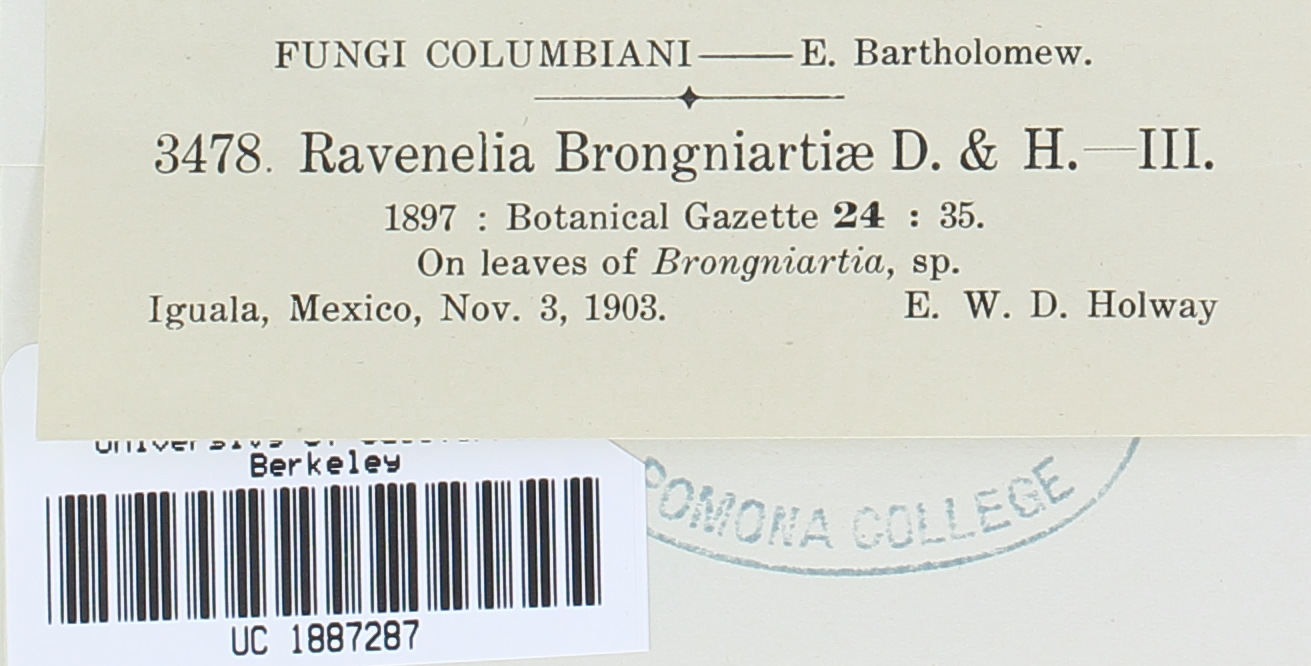 FUNGI COLUMBIANI——E. Bartholomew.
3478. Ravenelia Brongniartiæ D. & H.—III.
1897 : Botanical Gazette 24 : 35.
On leaves of Brongniartia, sp.
Iguala, Mexico, Nov. 3, 1903. E. W. D. Holway
Berkeley
UC 1887287
POMONA COLLEGE